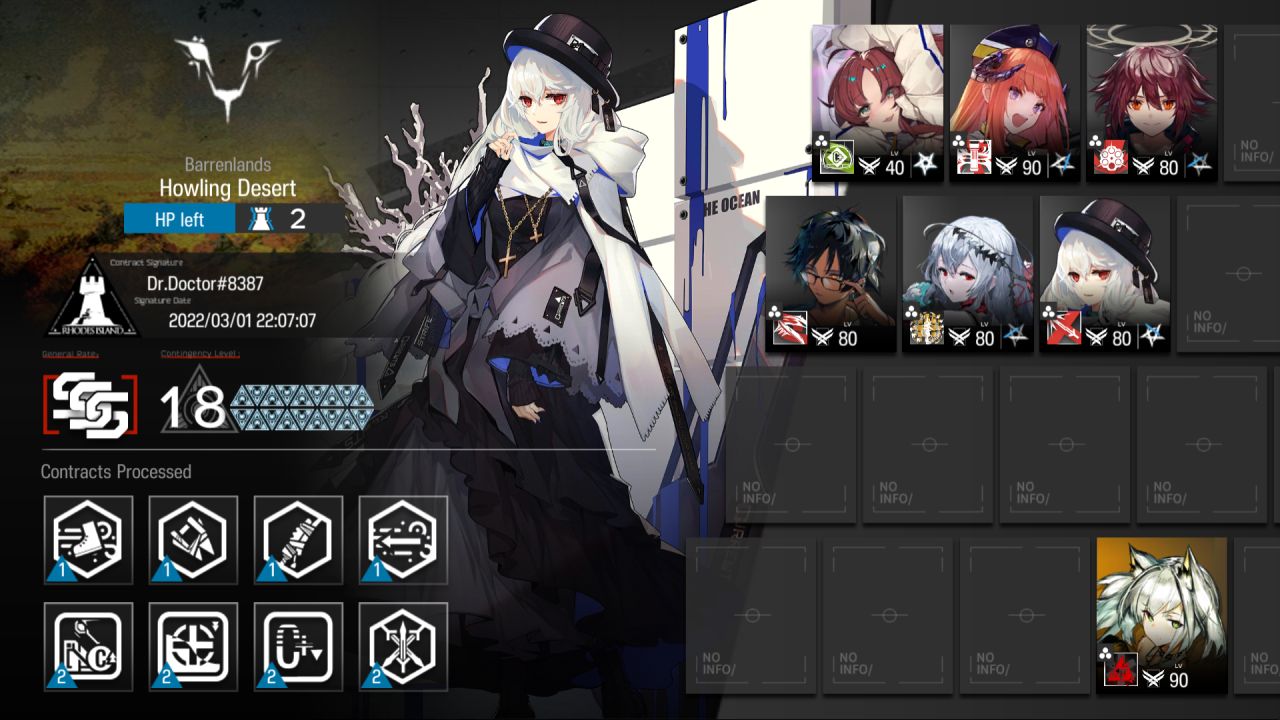 Barrenlands
Howling Desert
HP left 2
Contract Signature
Dr.Doctor#8387
Signature Date
2022/03/01 22:07:07
RHODES ISLAND
General Rate:
Contingency Level:
18
Contracts Processed
1
1
1
1
2
2
2
2
HE OCEAN
LV
40
LV
90
LV
80
NO
INFO/
LV
80
LV
80
LV
80
NO
INFO/
NO
INFO/
NO
INFO/
NO
INFO/
NO
INFO/
NO
INFO/
NO
INFO/
NO
INFO/
LV
90
NO
INFO/